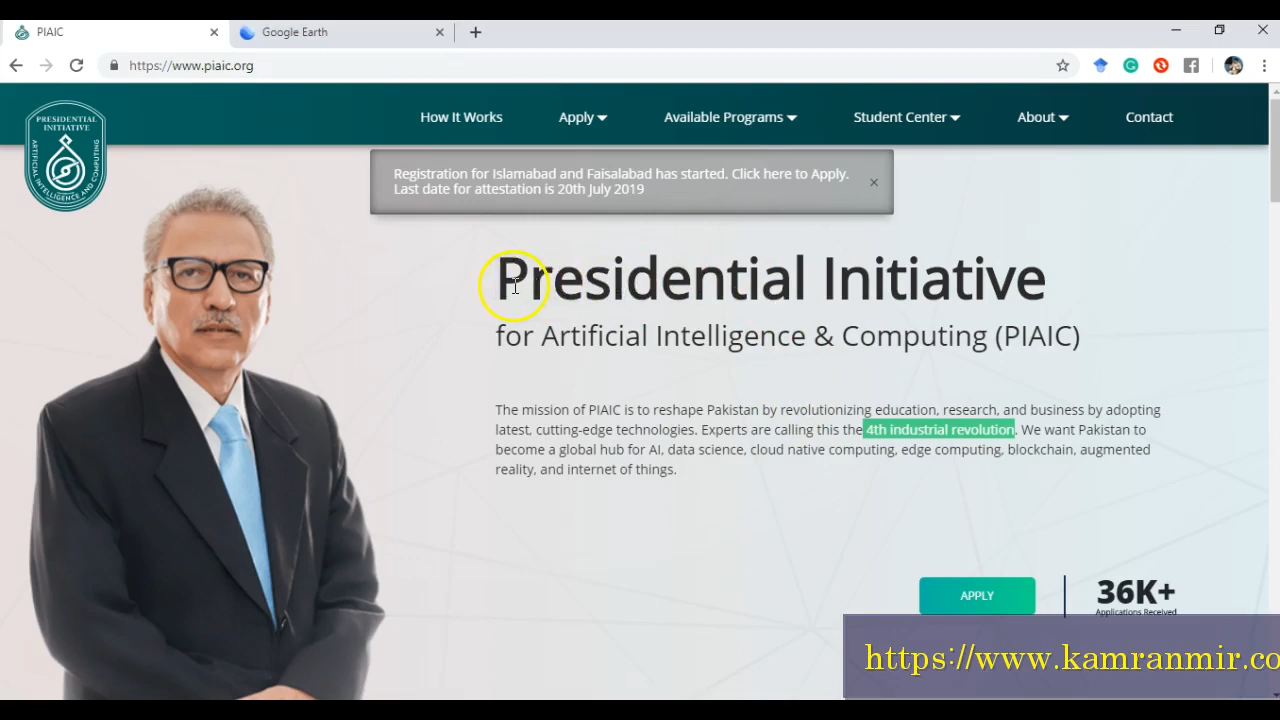 PIAIC
Google Earth
https://www.piaic.org
PRESIDENTIAL
INITIATIVE
ARTIFICIAL INTELLIGENCE AND COMPUTING
How It Works
Apply
Available Programs
Student Center
About
Contact
Registration for Islamabad and Faisalabad has started. Click here to Apply.
Last date for attestation is 20th July 2019
Presidential Initiative
for Artificial Intelligence & Computing (PIAIC)
The mission of PIAIC is to reshape Pakistan by revolutionizing education, research, and business by adopting
latest, cutting-edge technologies. Experts are calling this the 4th industrial revolution. We want Pakistan to
become a global hub for AI, data science, cloud native computing, edge computing, blockchain, augmented
reality, and internet of things.
APPLY
36K+
Applications Received
https://www.kamranmir.co